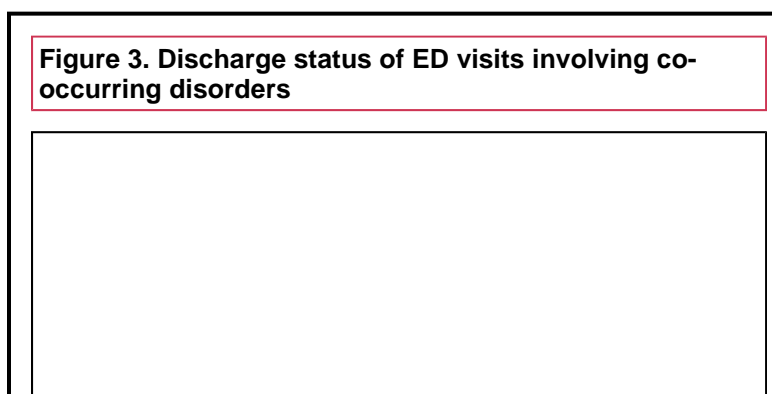 Figure 3. Discharge status of ED visits involving co-
occurring disorders